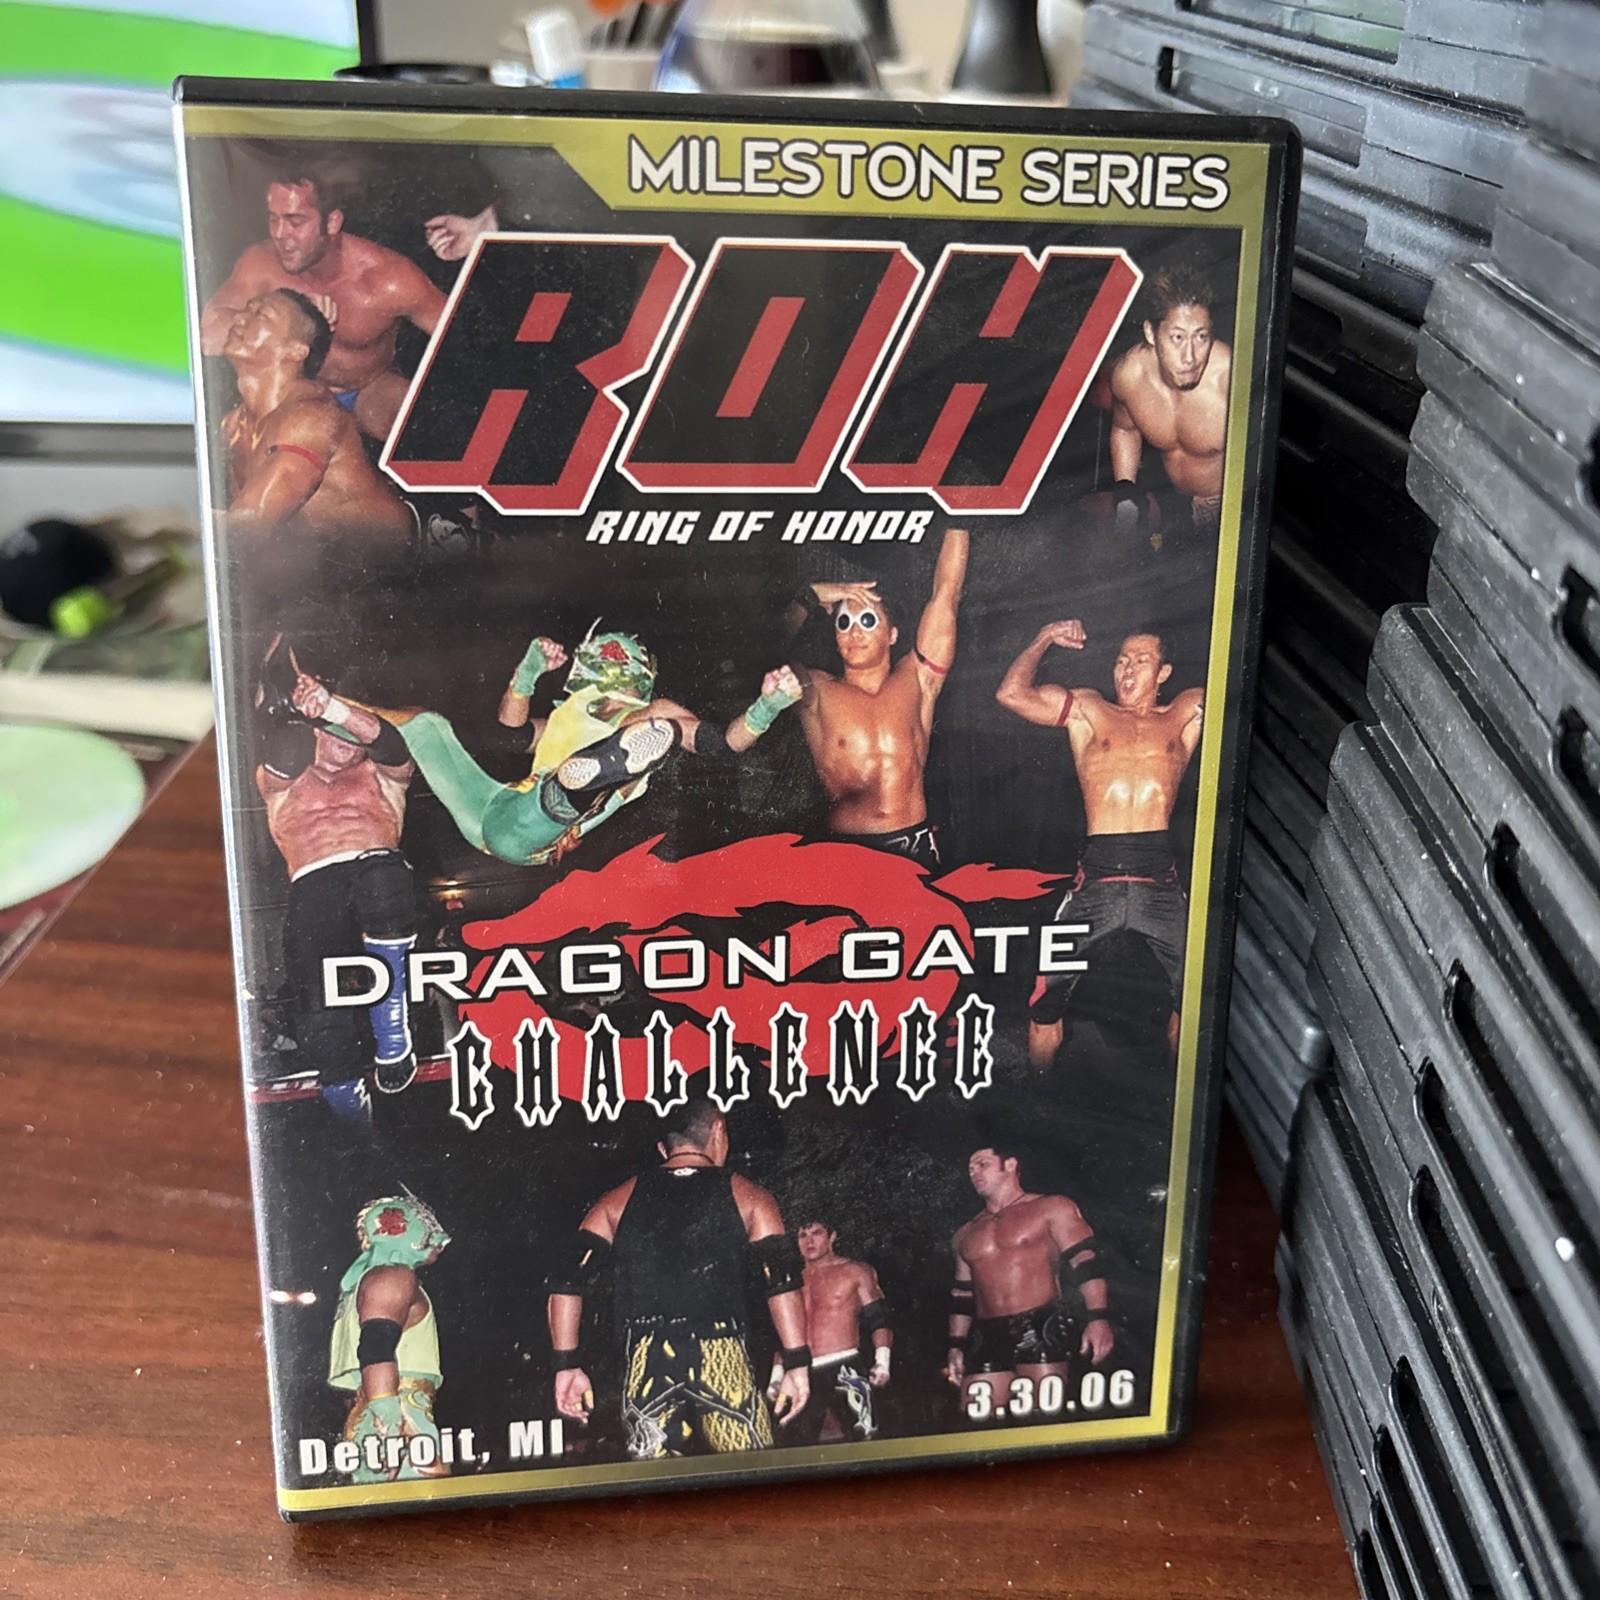 MILESTONE SERIES
ROH
RING OF HONOR
DRAGON GATE
CHALLENGE
Detroit, MI
3.30.06